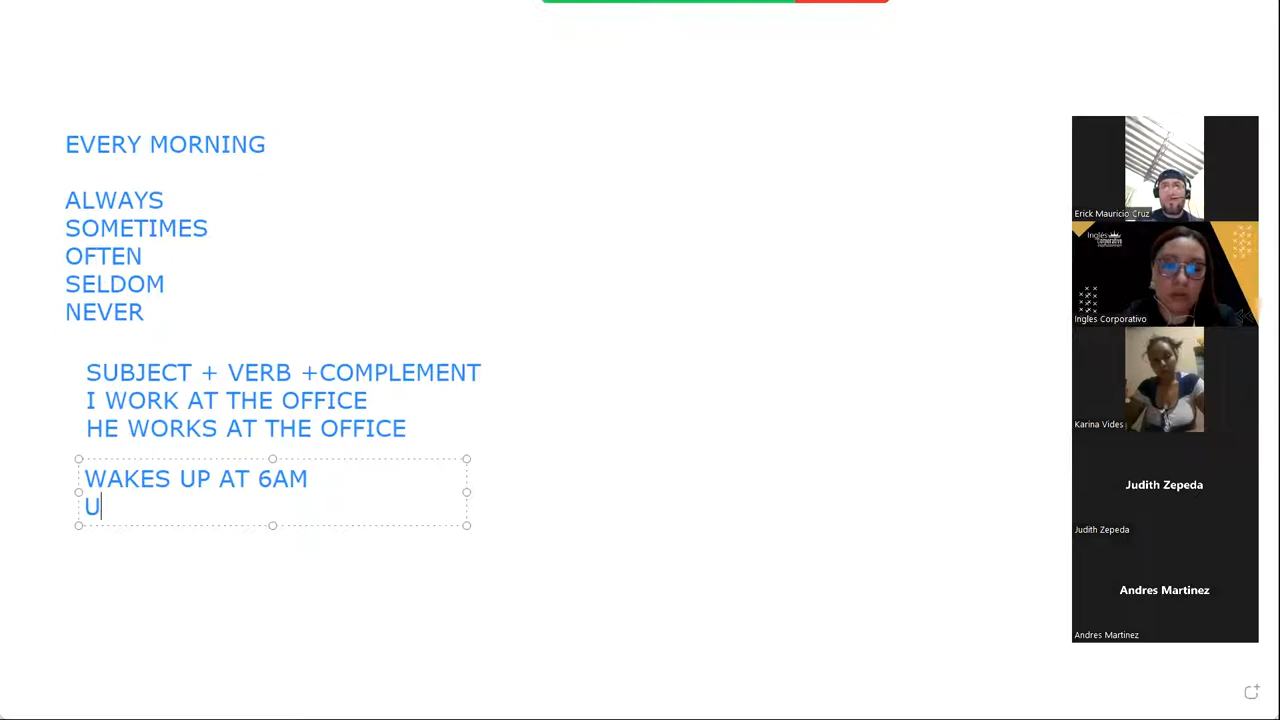 EVERY MORNING
ALWAYS
SOMETIMES
OFTEN
SELDOM
NEVER
SUBJECT + VERB +COMPLEMENT
I WORK AT THE OFFICE
HE WORKS AT THE OFFICE
WAKES UP AT 6AM
U
Erick Mauricio Cruz
Inglés
Corporativo
Ingles Corporativo
Karina Vides
Judith Zepeda
Judith Zepeda
Andres Martinez
Andres Martinez